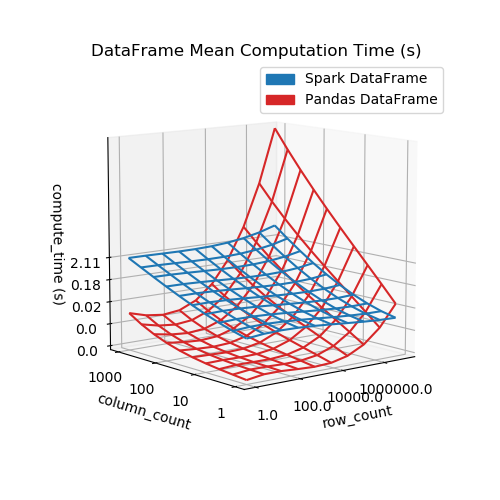 DataFrame Mean Computation Time (s)
Spark DataFrame
Pandas DataFrame
compute_time (s)
2.11
0.18
0.02
0.0
0.0
1000
100
10
1
column_count
1.0
100.0
10000.0
1000000.0
row_count